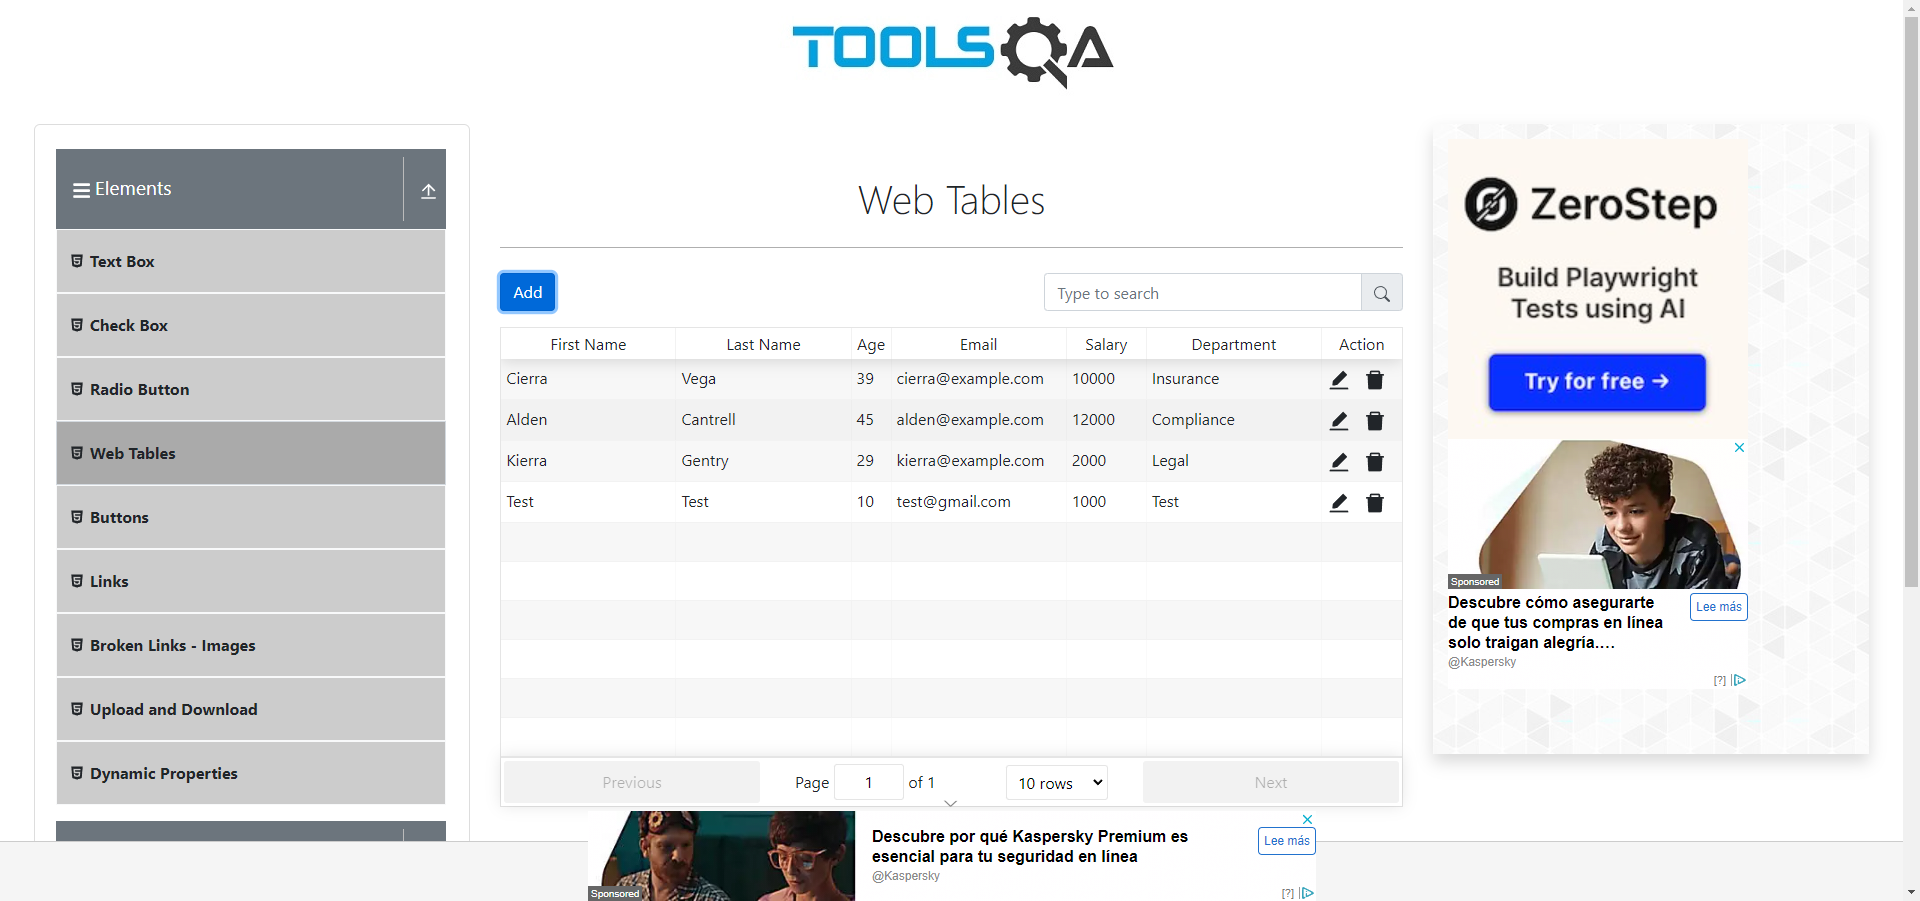 TOOLSQA
Elements
Text Box
Check Box
Radio Button
Web Tables
Buttons
Links
Broken Links - Images
Upload and Download
Dynamic Properties
Web Tables
Add
Type to search
First Name Last Name Age Email Salary Department Action
Cierra Vega 39 cierra@example.com 10000 Insurance
Alden Cantrell 45 alden@example.com 12000 Compliance
Kierra Gentry 29 kierra@example.com 2000 Legal
Test Test 10 test@gmail.com 1000 Test
Previous Page 1 of 1 10 rows Next
ZeroStep
Build Playwright
Tests using AI
Try for free →
Sponsored
Descubre cómo asegurarte
de que tus compras en línea
solo traigan alegría.…
Lee más
@Kaspersky
[?]
Descubre por qué Kaspersky Premium es
esencial para tu seguridad en línea
Lee más
@Kaspersky
Sponsored
[?]